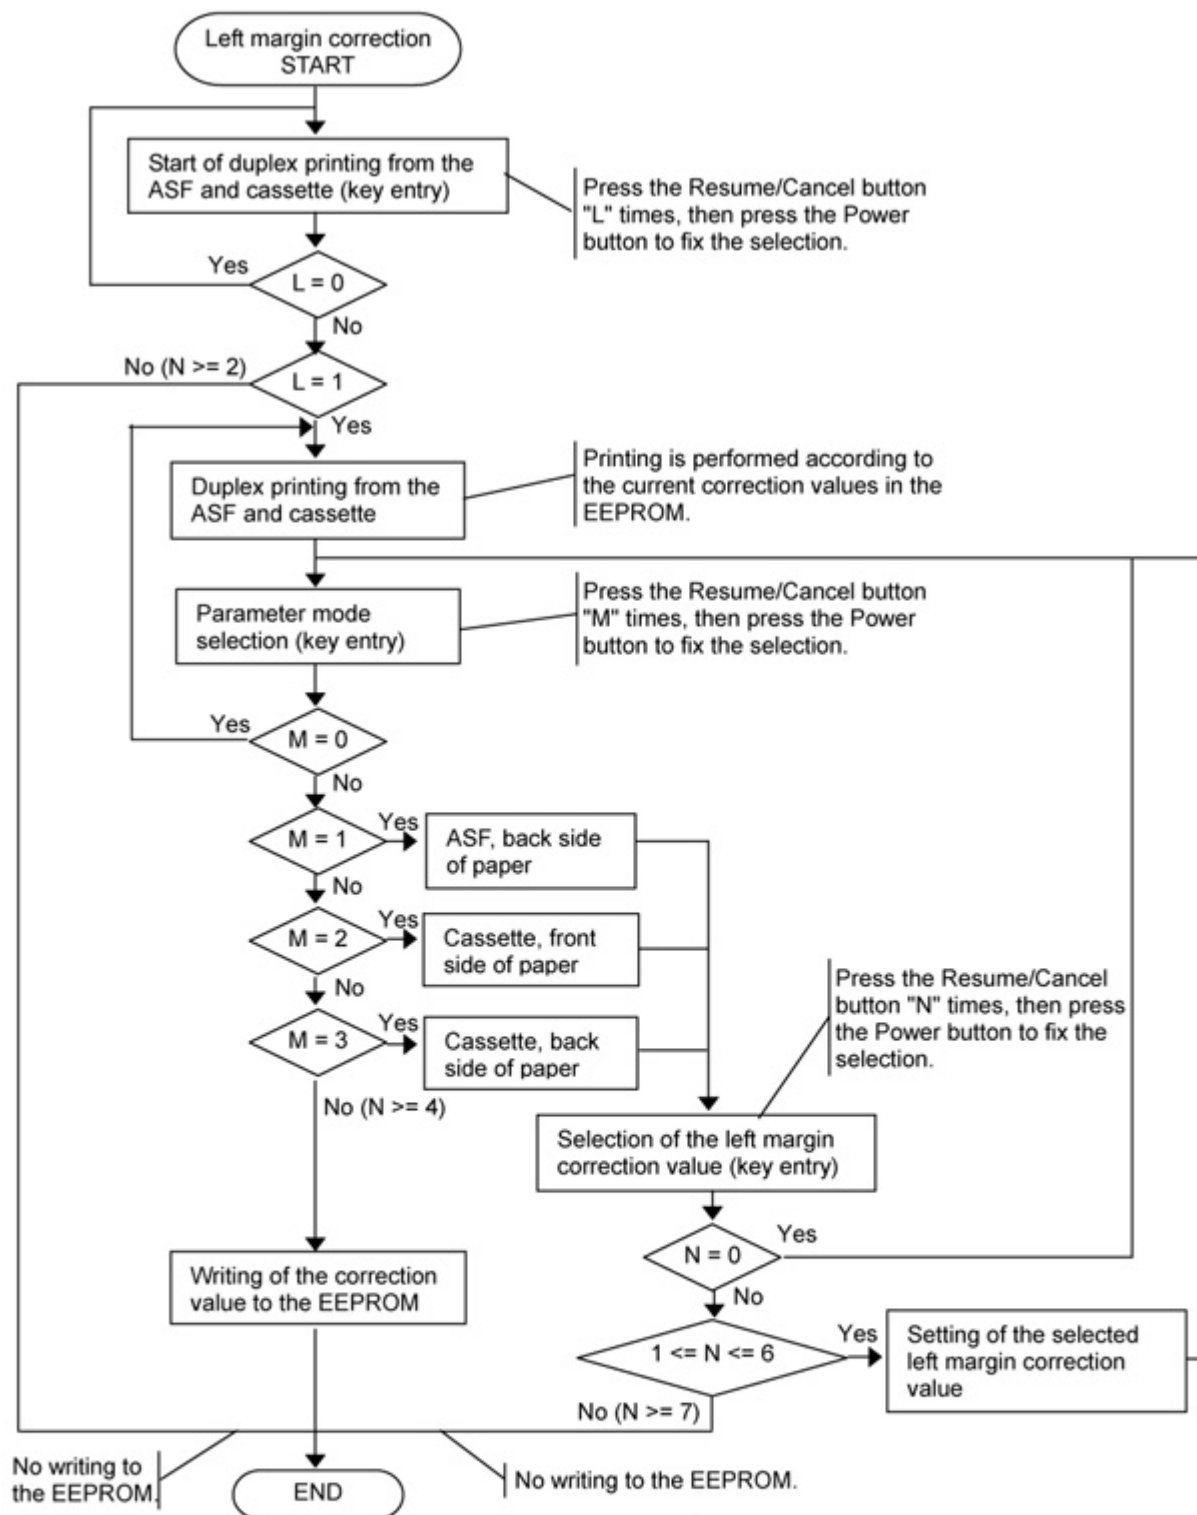 Left margin correction
START
Start of duplex printing from the
ASF and cassette (key entry)
Press the Resume/Cancel button
"L" times, then press the Power
button to fix the selection.
Yes
L = 0
No
No (N >= 2)
L = 1
Yes
Duplex printing from the
ASF and cassette
Printing is performed according to
the current correction values in the
EEPROM.
Parameter mode
selection (key entry)
Press the Resume/Cancel button
"M" times, then press the Power
button to fix the selection.
Yes
M = 0
No
M = 1
Yes
ASF, back side
of paper
No
M = 2
Yes
Cassette, front
side of paper
No
M = 3
Yes
Cassette, back
side of paper
Press the Resume/Cancel
button "N" times, then press
the Power button to fix the
selection.
No (N >= 4)
Selection of the left margin
correction value (key entry)
N = 0
Yes
No
Writing of the correction
value to the EEPROM
1 <= N <= 6
Yes
Setting of the selected
left margin correction
value
No (N >= 7)
No writing to
the EEPROM.
END
No writing to the EEPROM.